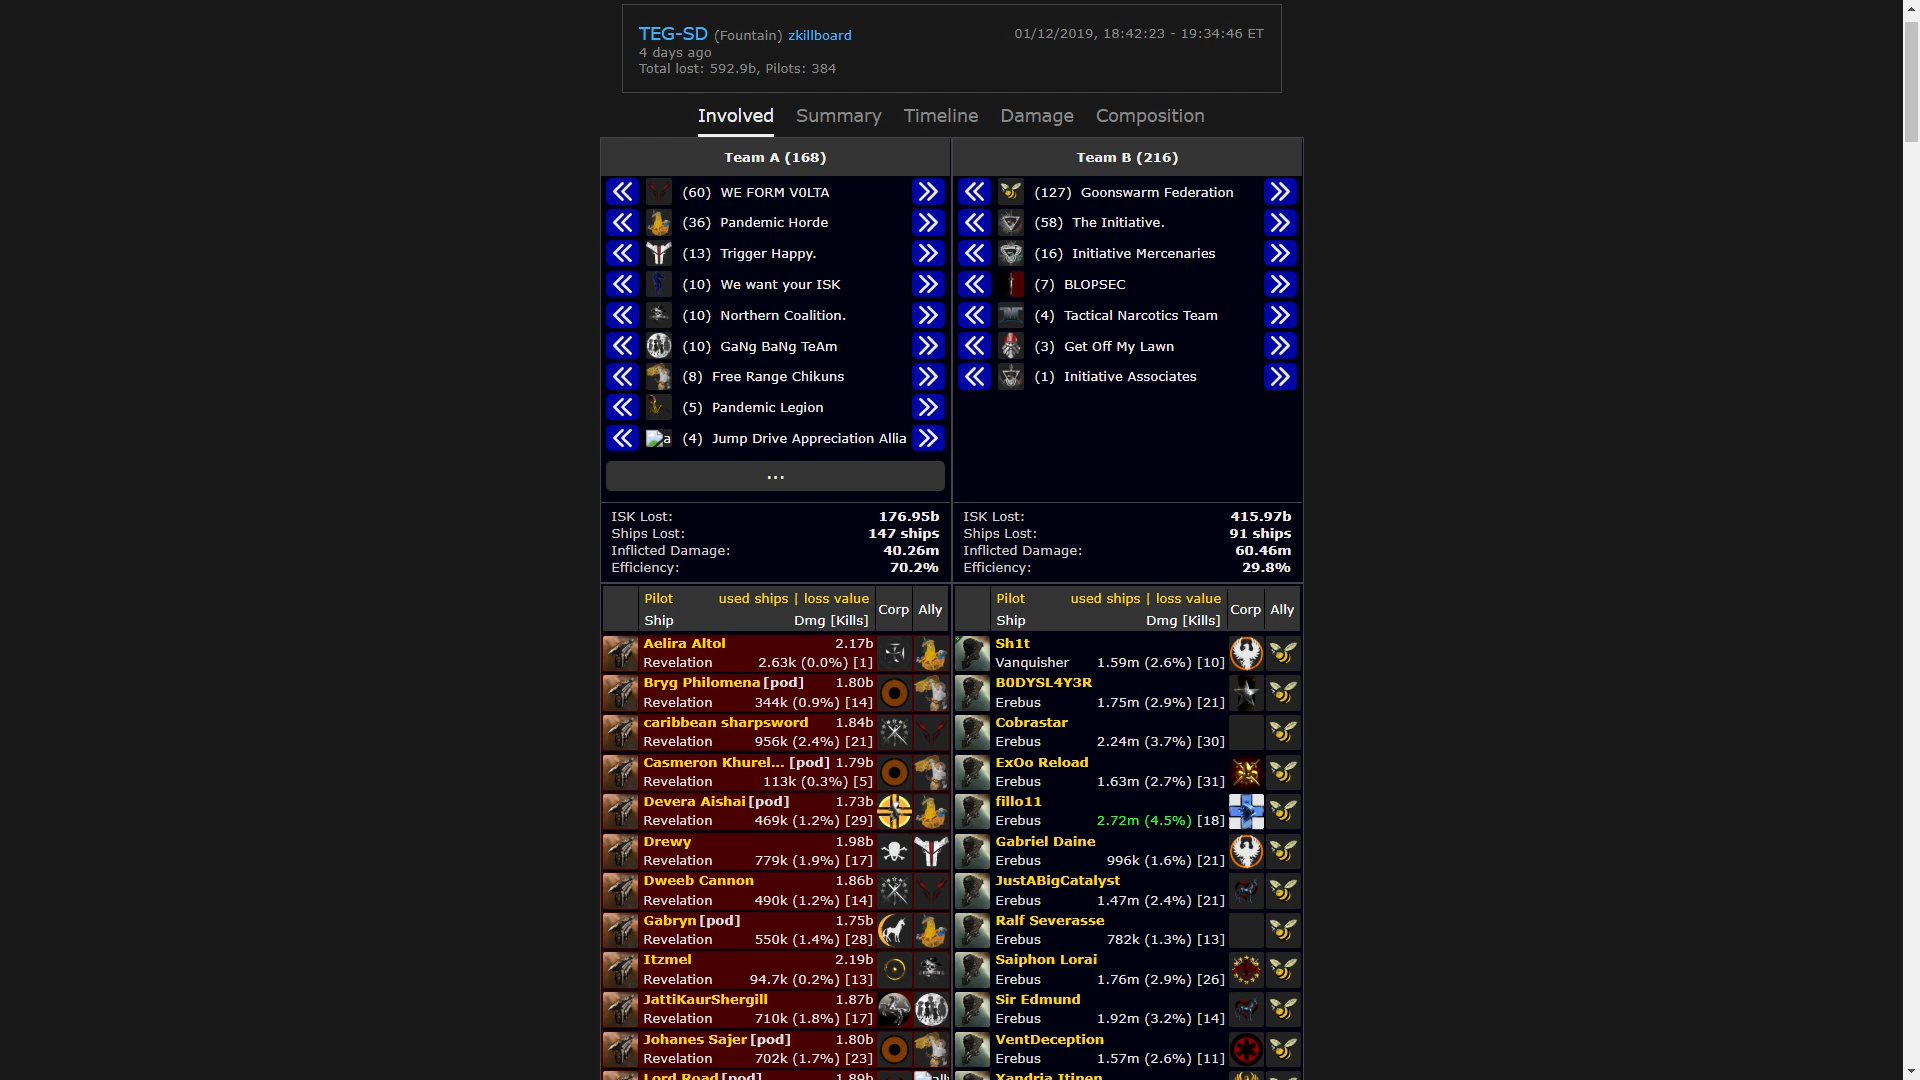 TEG-SD (Fountain) zkillboard
01/12/2019, 18:42:23 - 19:34:46 ET
4 days ago
Total lost: 592.9b, Pilots: 384
Involved Summary Timeline Damage Composition
Team A (168)
(60) WE FORM V0LTA
(36) Pandemic Horde
(13) Trigger Happy.
(10) We want your ISK
(10) Northern Coalition.
(10) GaNg BaNg TeAm
(8) Free Range Chikuns
(5) Pandemic Legion
a (4) Jump Drive Appreciation Allia
...
ISK Lost: 176.95b
Ships Lost: 147 ships
Inflicted Damage: 40.26m
Efficiency: 70.2%
Pilot used ships | loss value Corp Ally
Ship Dmg [Kills]
Aelira Altol 2.17b
Revelation 2.63k (0.0%) [1]
Bryg Philomena [pod] 1.80b
Revelation 344k (0.9%) [14]
caribbean sharpsword 1.84b
Revelation 956k (2.4%) [21]
Casmeron Khurel... [pod] 1.79b
Revelation 113k (0.3%) [5]
Devera Aishai [pod] 1.73b
Revelation 469k (1.2%) [29]
Drewy 1.98b
Revelation 779k (1.9%) [17]
Dweeb Cannon 1.86b
Revelation 490k (1.2%) [14]
Gabryn [pod] 1.75b
Revelation 550k (1.4%) [28]
Itzmel 2.19b
Revelation 94.7k (0.2%) [13]
JattiKaurShergill 1.87b
Revelation 710k (1.8%) [17]
Johanes Sajer [pod] 1.80b
Revelation 702k (1.7%) [23]
Lord Road [pod] 1.89b
Team B (216)
(127) Goonswarm Federation
(58) The Initiative.
(16) Initiative Mercenaries
(7) BLOPSEC
(4) Tactical Narcotics Team
(3) Get Off My Lawn
(1) Initiative Associates
ISK Lost: 415.97b
Ships Lost: 91 ships
Inflicted Damage: 60.46m
Efficiency: 29.8%
Pilot used ships | loss value Corp Ally
Ship Dmg [Kills]
Sh1t
Vanquisher 1.59m (2.6%) [10]
B0DYSL4Y3R
Erebus 1.75m (2.9%) [21]
Cobrastar
Erebus 2.24m (3.7%) [30]
ExOo Reload
Erebus 1.63m (2.7%) [31]
fillo11
Erebus 2.72m (4.5%) [18]
Gabriel Daine
Erebus 996k (1.6%) [21]
JustABigCatalyst
Erebus 1.47m (2.4%) [21]
Ralf Severasse
Erebus 782k (1.3%) [13]
Saiphon Lorai
Erebus 1.76m (2.9%) [26]
Sir Edmund
Erebus 1.92m (3.2%) [14]
VentDeception
Erebus 1.57m (2.6%) [11]
Xandria Itinen